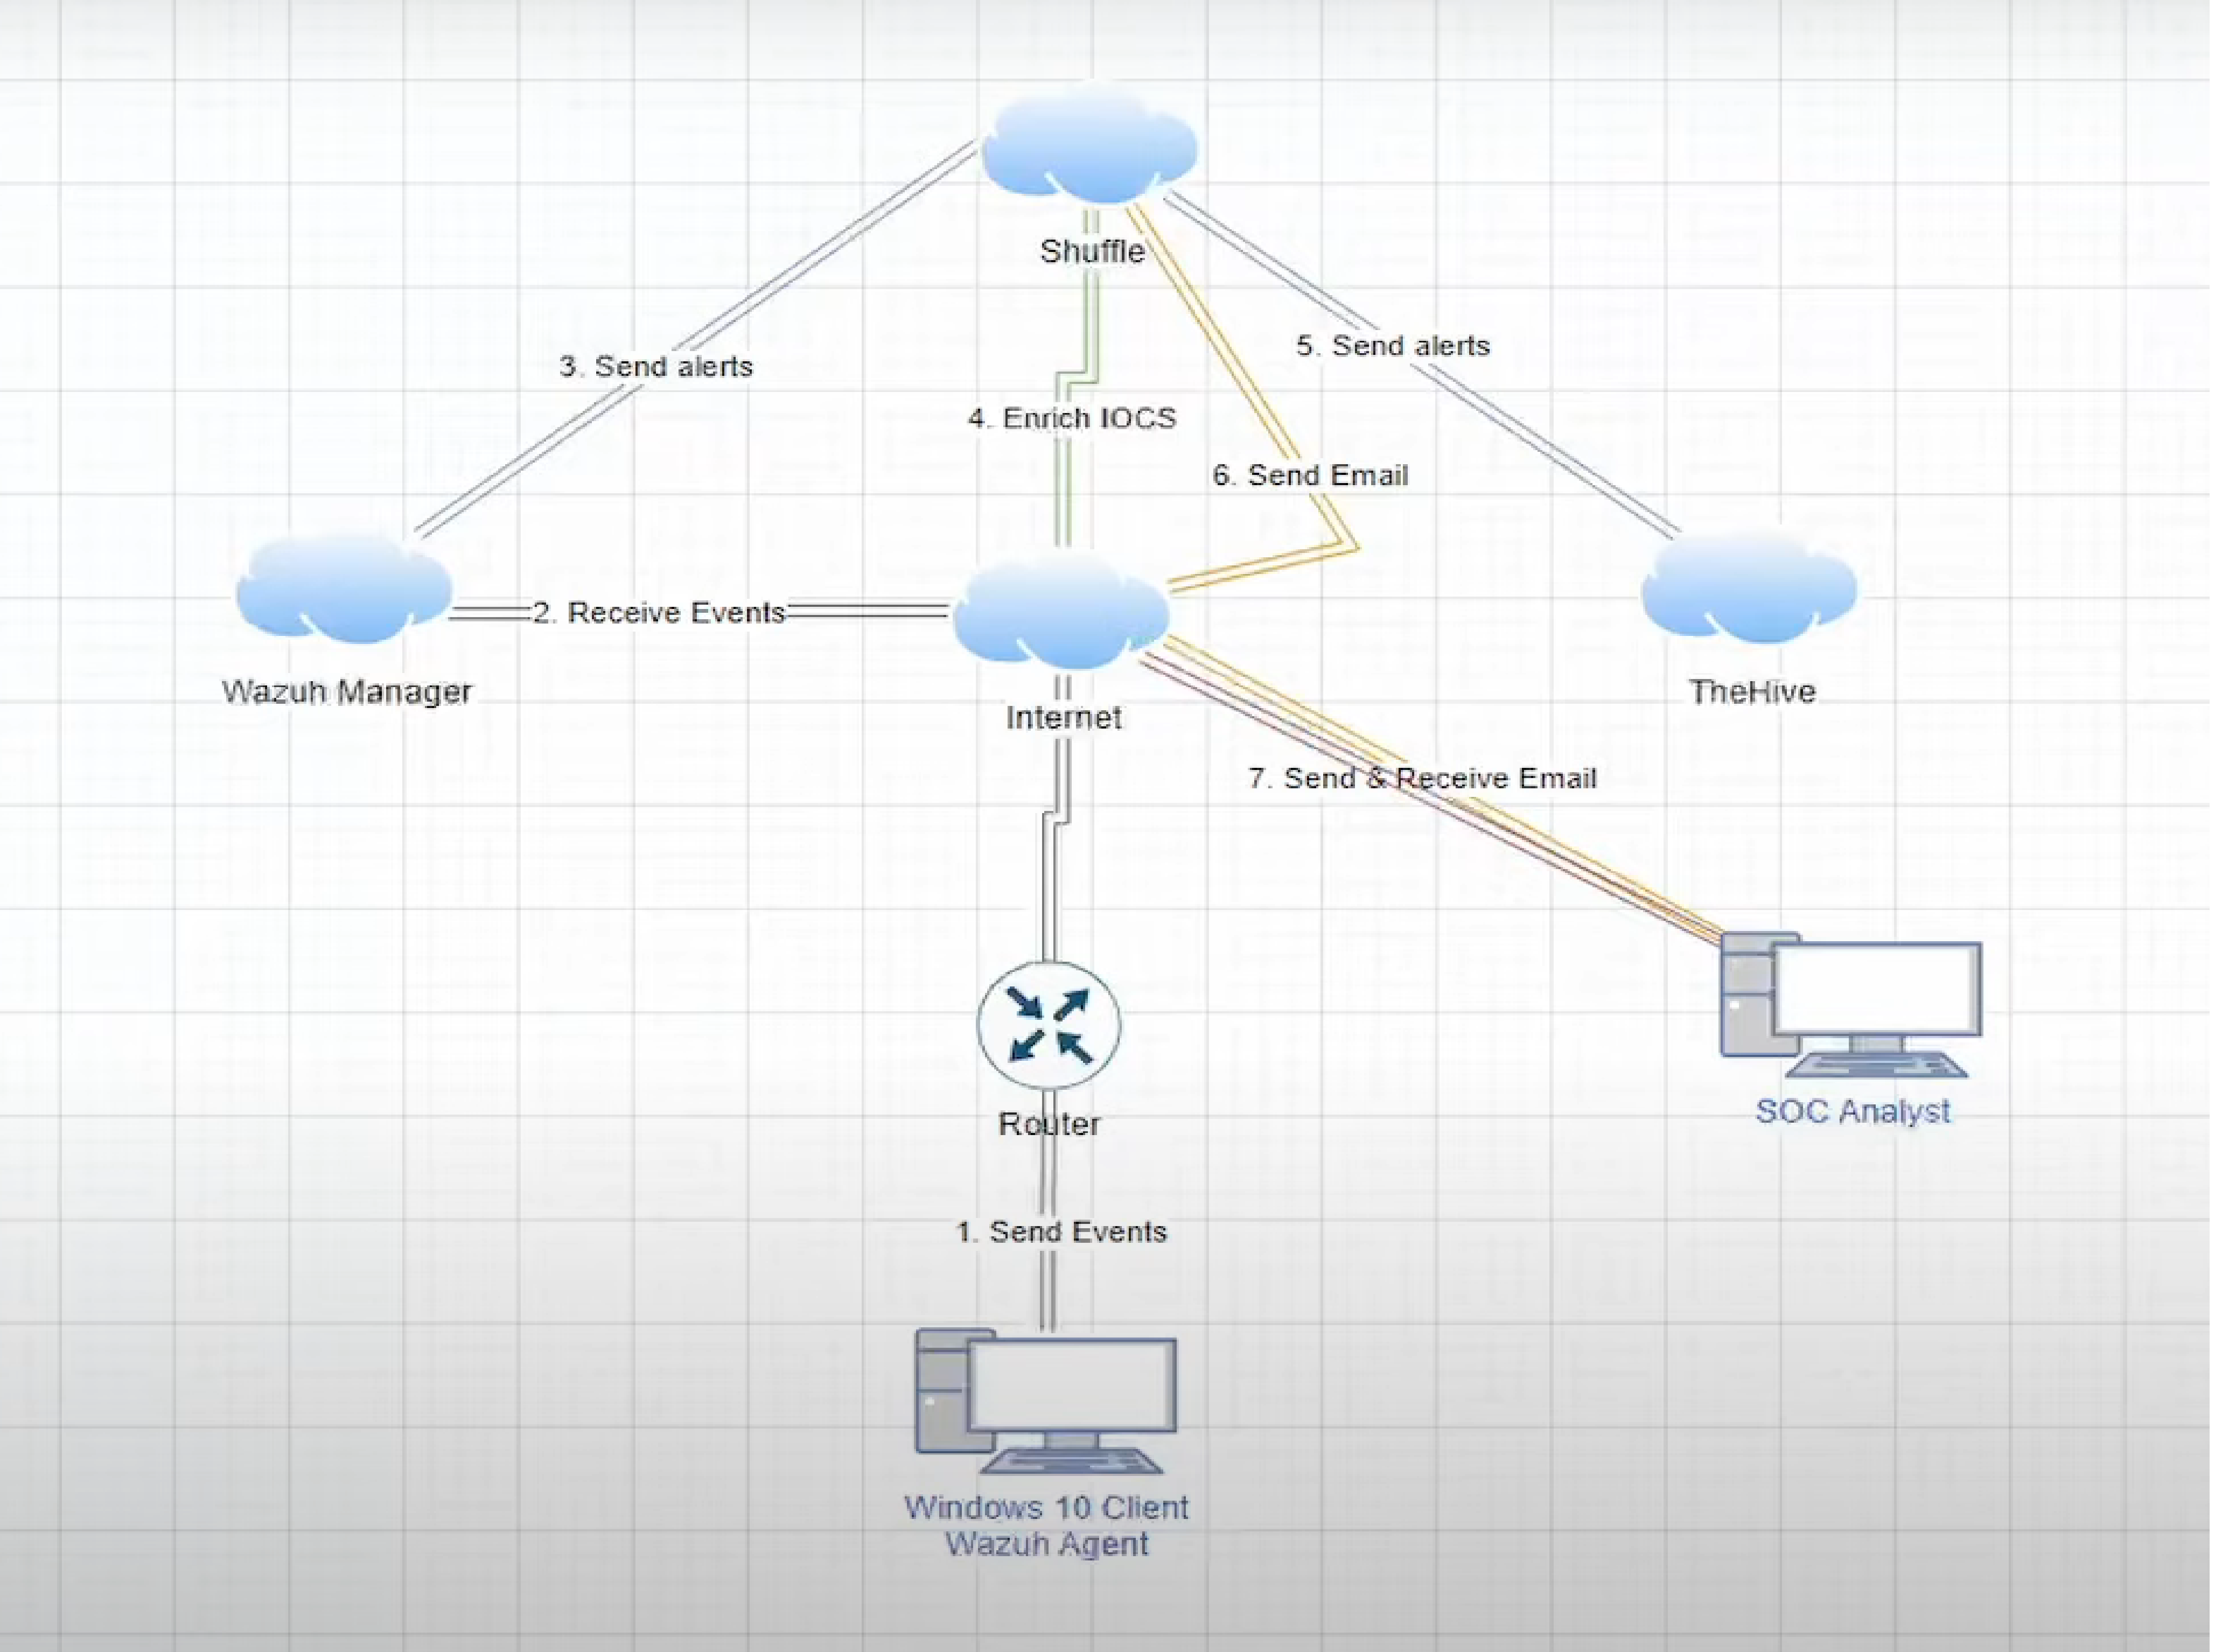 Shuffle
3. Send alerts
5. Send alerts
4. Enrich IOCS
6. Send Email
2. Receive Events
Wazuh Manager
TheHive
Internet
7. Send & Receive Email
Router
SOC Analyst
1. Send Events
Windows 10 Client
Wazuh Agent